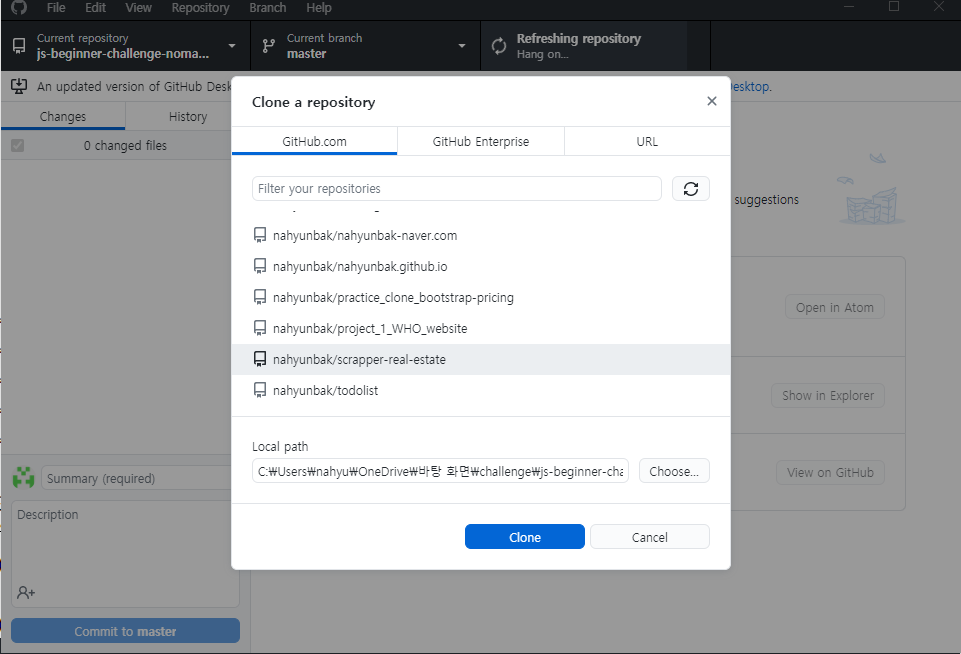 File Edit View Repository Branch Help
Current repository
js-beginner-challenge-noma...
Current branch
master
Refreshing repository
Hang on...
An updated version of GitHub Desk
esktop.
Changes History
0 changed files
Clone a repository
GitHub.com GitHub Enterprise URL
Filter your repositories
nahyunbak/nahyunbak-naver.com
nahyunbak/nahyunbak.github.io
nahyunbak/practice_clone_bootstrap-pricing
nahyunbak/project_1_WHO_website
nahyunbak/scrapper-real-estate
nahyunbak/todolist
Local path
C:₩Users₩nahyu₩OneDrive₩바탕 화면₩challenge₩js-beginner-cha
Choose...
Clone Cancel
suggestions
Open in Atom
Show in Explorer
View on GitHub
Summary (required)
Description
Commit to master